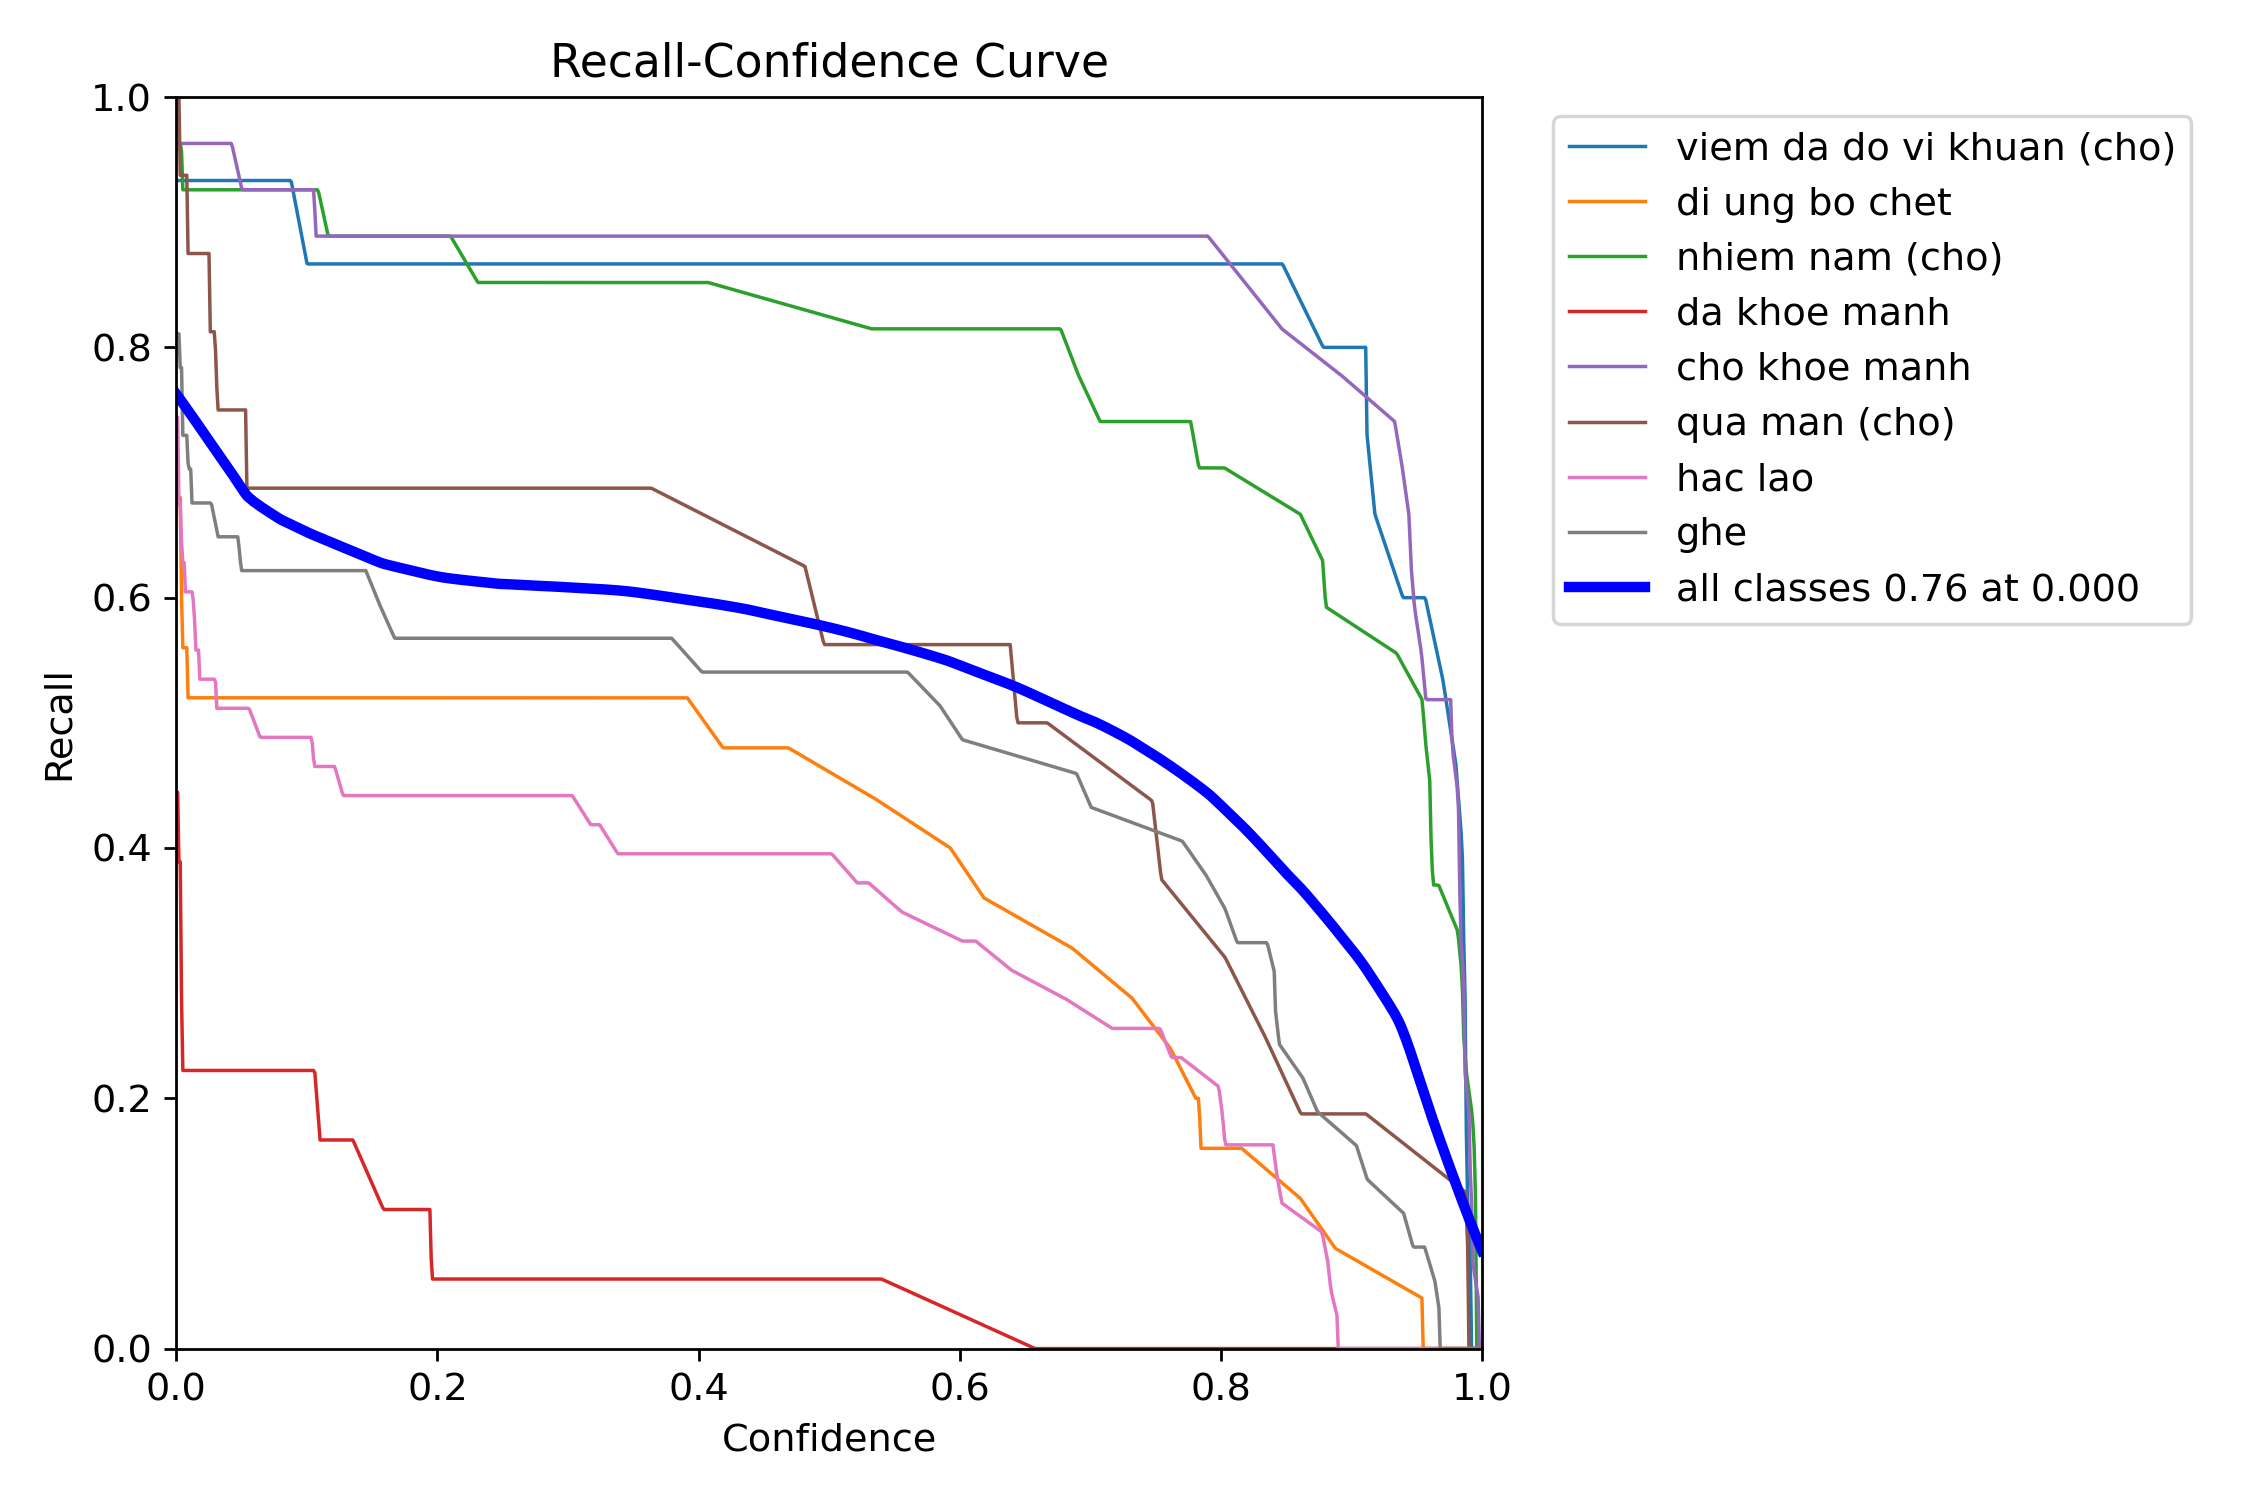 Recall-Confidence Curve
1.0
0.8
0.6
0.4
0.2
0.0
Recall
0.0 0.2 0.4 0.6 0.8 1.0
Confidence
viem da do vi khuan (cho)
di ung bo chet
nhiem nam (cho)
da khoe manh
cho khoe manh
qua man (cho)
hac lao
ghe
all classes 0.76 at 0.000